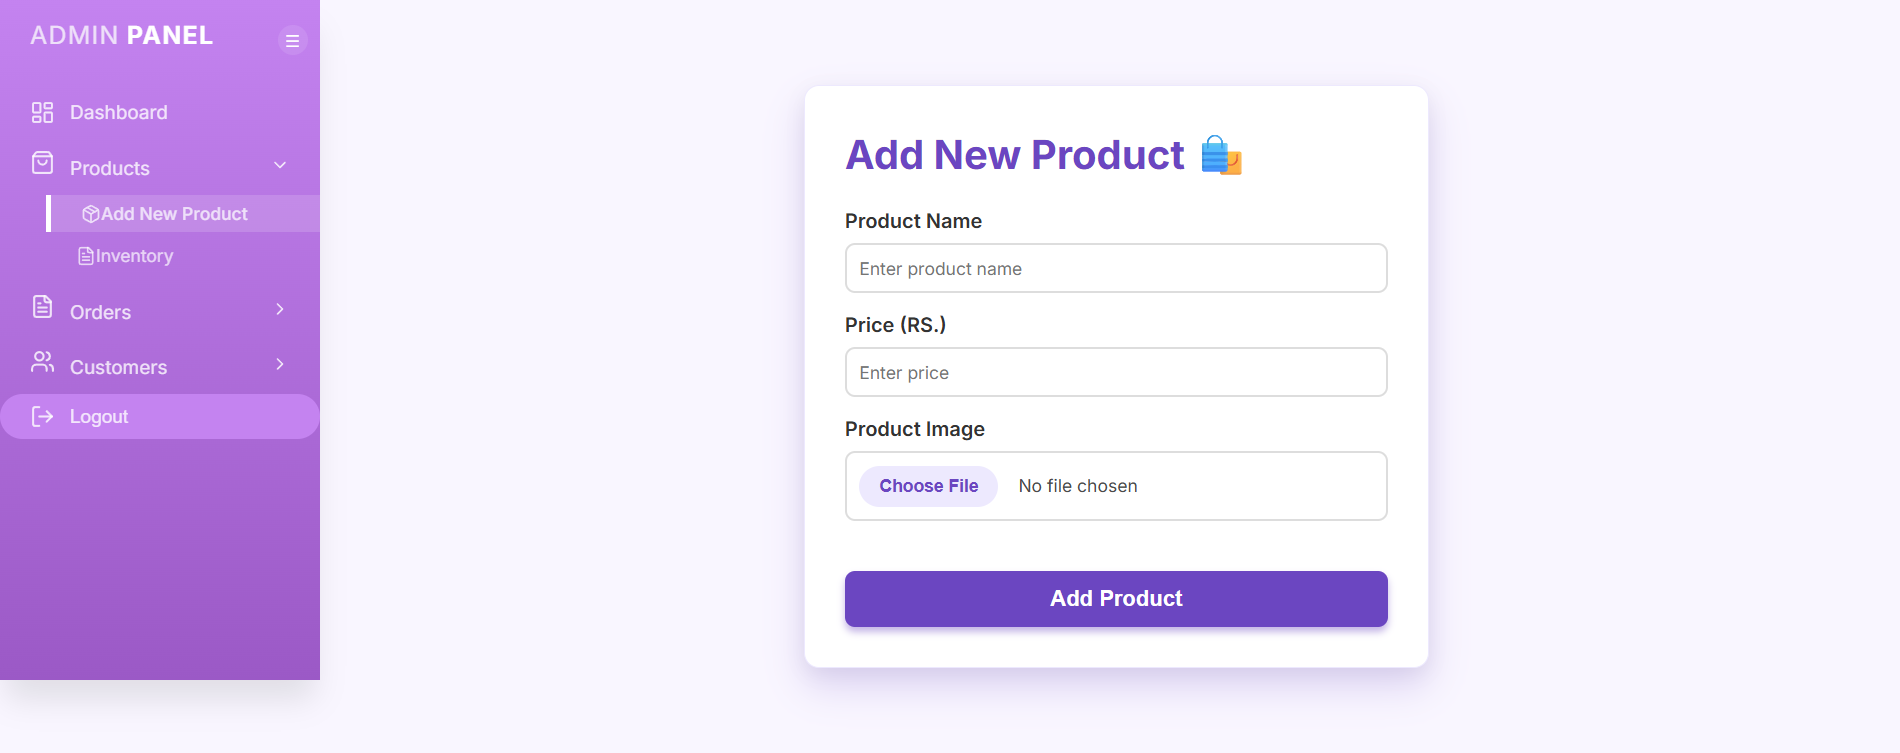 ADMIN PANEL
Dashboard
Products
Add New Product
Inventory
Orders
Customers
Logout
Add New Product
Product Name
Enter product name
Price (RS.)
Enter price
Product Image
Choose File No file chosen
Add Product